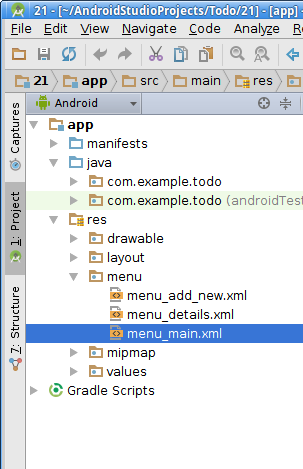 21 - [~/AndroidStudioProjects/Todo/21] - [app]
File Edit View Navigate Code Analyze
21 app src main res
Captures
1: Project
7: Structure
Android
app
manifests
java
com.example.todo
com.example.todo (androidTest
res
drawable
layout
menu
menu_add_new.xml
menu_details.xml
menu_main.xml
mipmap
values
Gradle Scripts